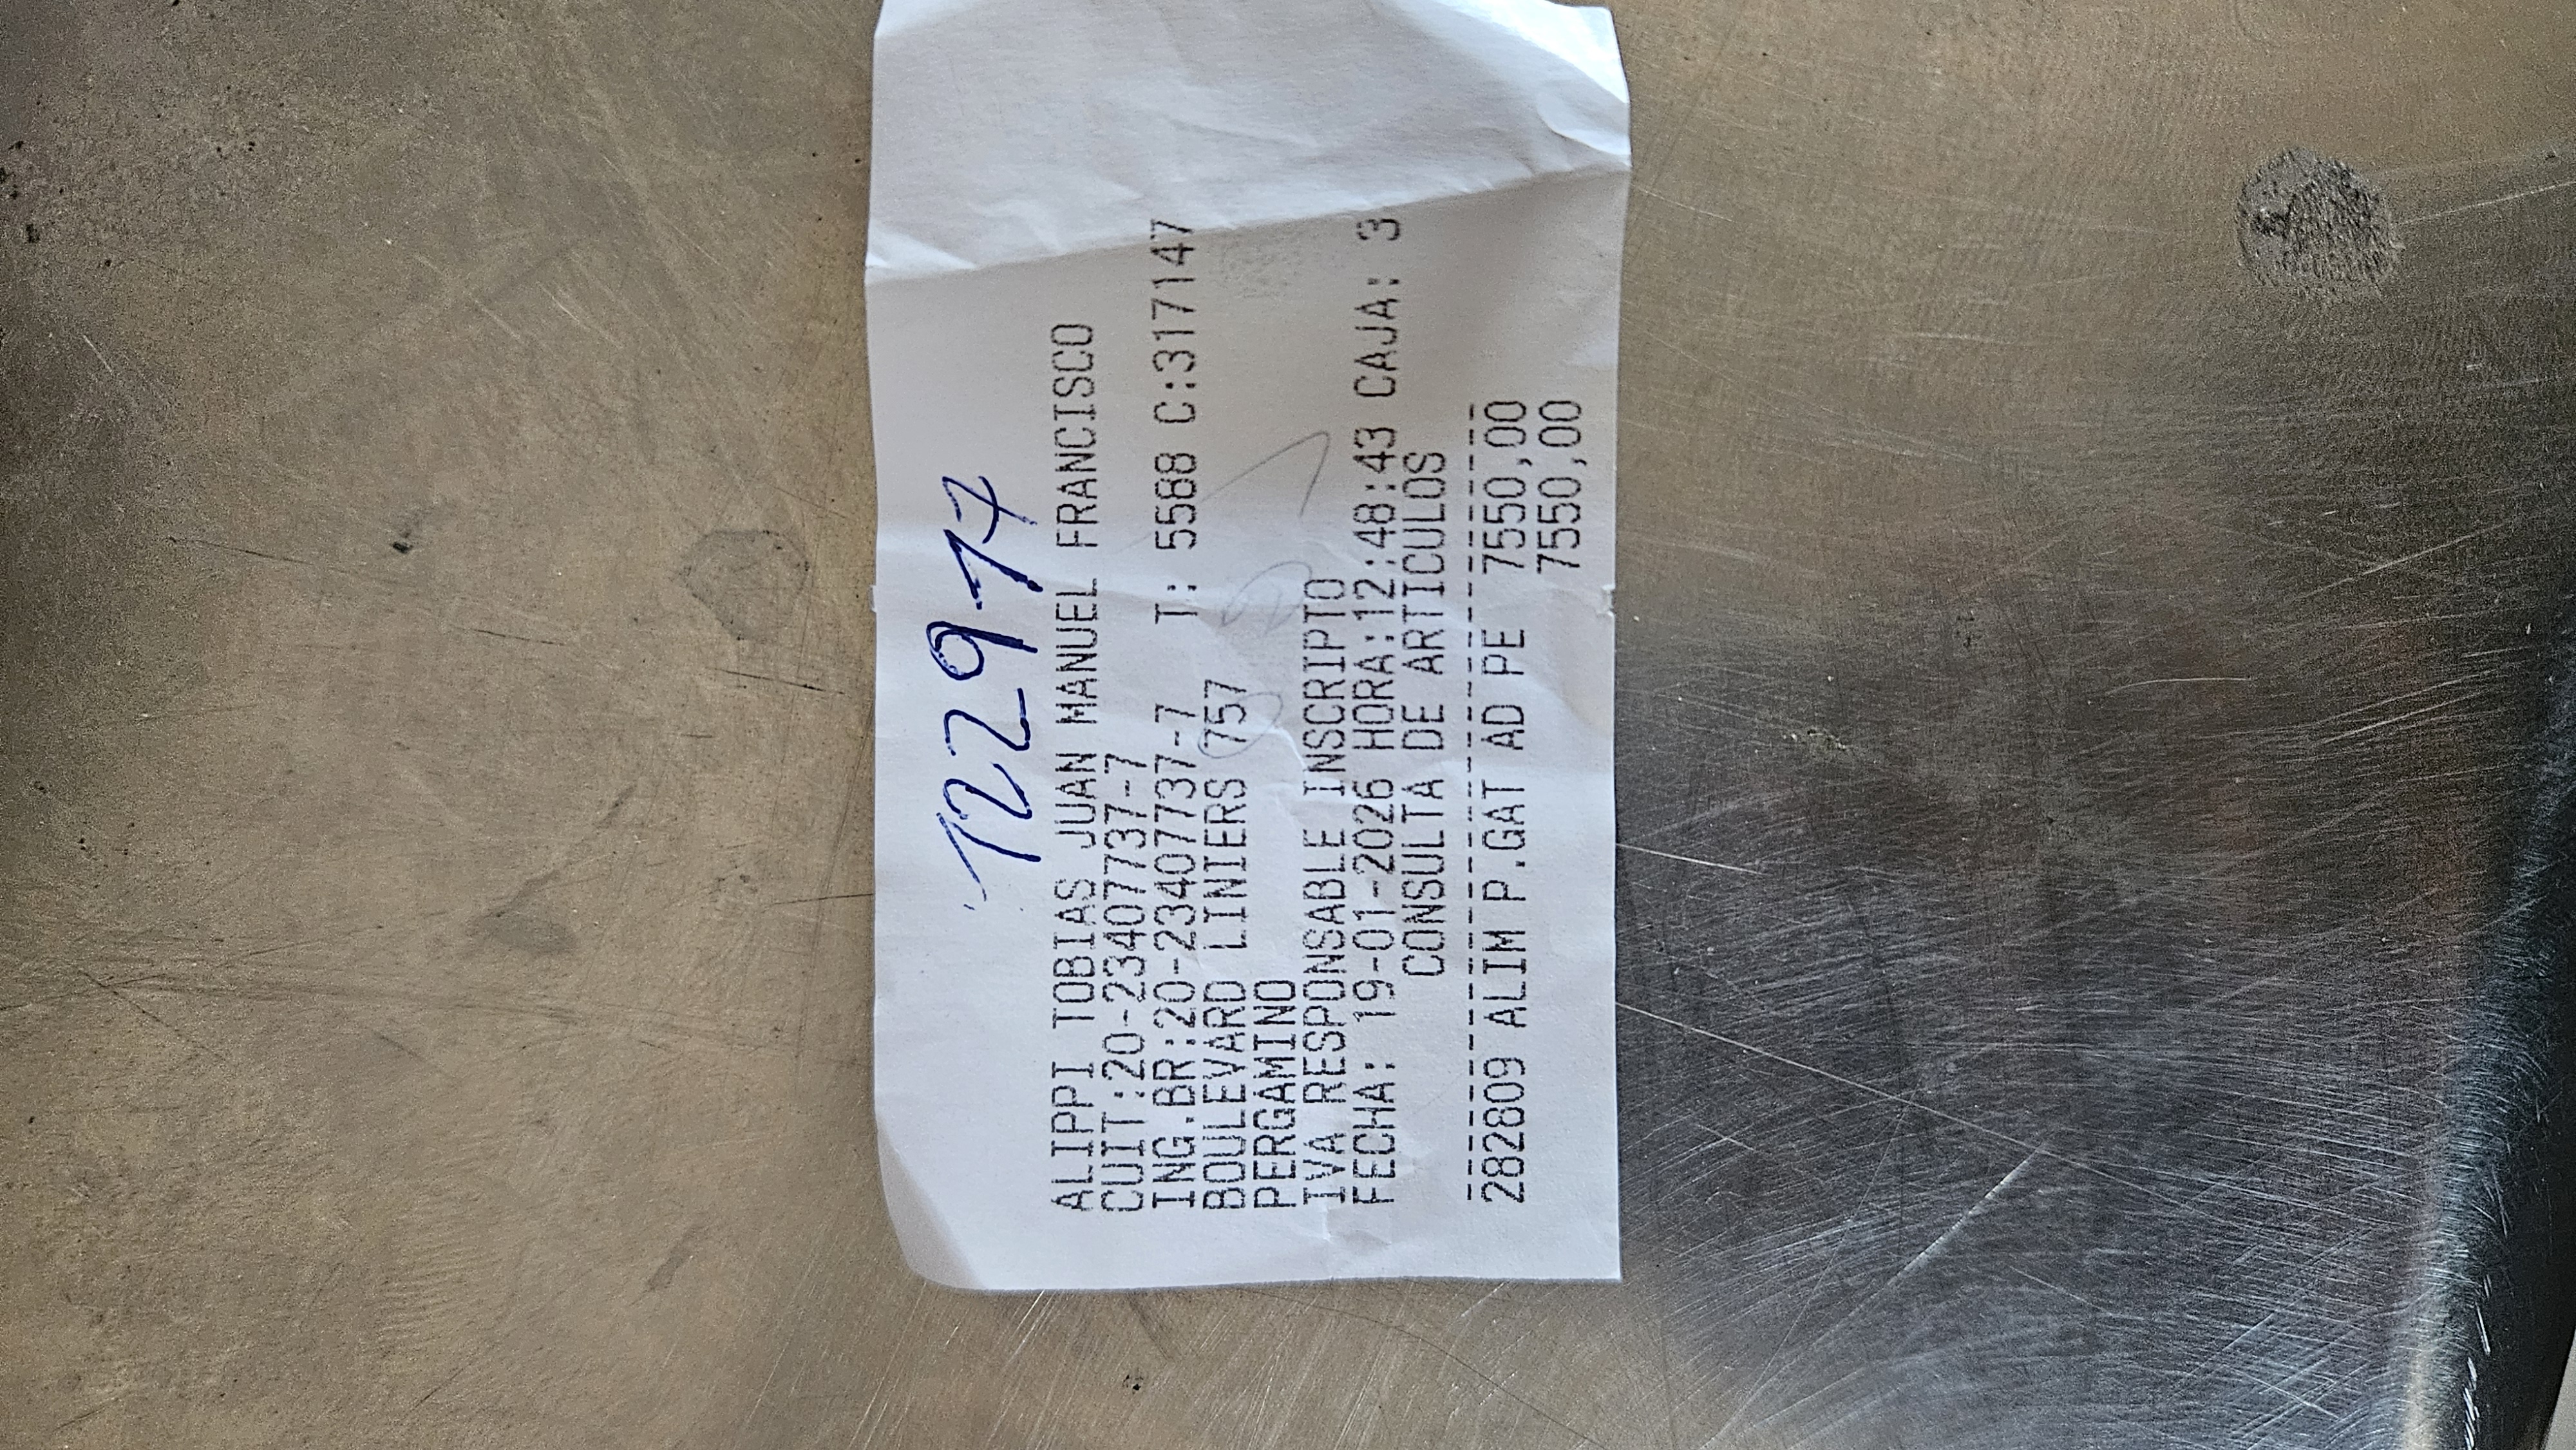 12297
ALIPPI TOBIAS JUAN MANUEL FRANCISCO
CUIT:20-23407737-7
ING.BR:20-23407737-7 T: 5588 C:317147
BOULEVARD LINIERS 757
PERGAMINO
IVA RESPONSABLE INSCRIPTO
FECHA: 19-01-2026 HORA:12:48:43 CAJA: 3
CONSULTA DE ARTICULOS
--------------------------------
282809 ALIM P.GAT AD PE 7550,00
7550,00